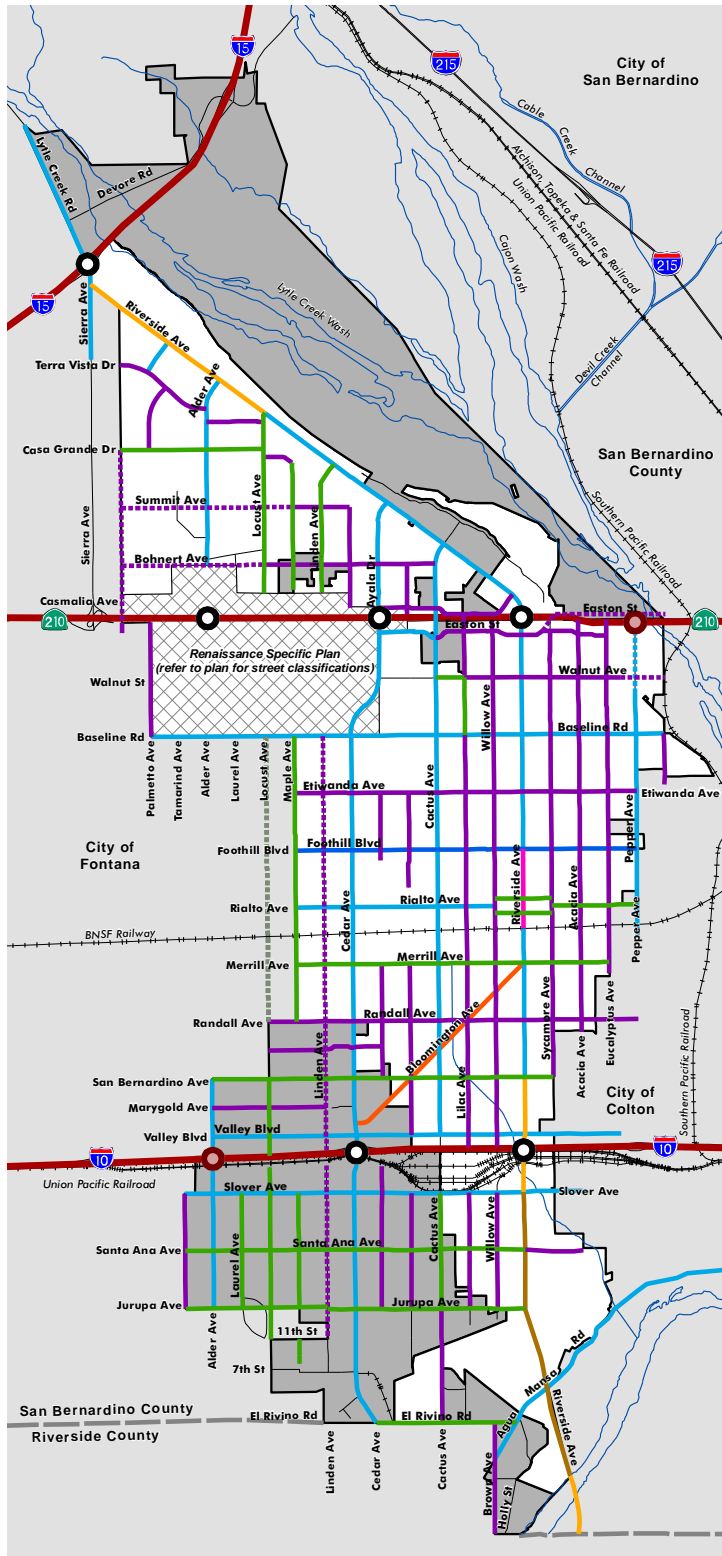 15
215
City of
San Bernardino
Cable
Creek
Channel
Lytle Creek Rd
Devore Rd
Atchison, Topeka & Santa Fe Railroad
Union Pacific Railroad
Cajon Wash
215
15
Sierra Ave
Lytle Creek Wash
Riverside Ave
Devil Creek
Channel
Terra Vista Dr
Alder Ave
Casa Grande Dr
San Bernardino
County
Summit Ave
Locust Ave
Linden Ave
Sierra Ave
Southern Pacific Railroad
Bohnert Ave
Ayala Dr
Casmalia Ave
210
Easton St
Easton St
210
Renaissance Specific Plan
(refer to plan for street classifications)
Walnut St
Walnut Ave
Willow Ave
Baseline Rd
Baseline Rd
Palmetto Ave
Tamarind Ave
Alder Ave
Laurel Ave
Locust Ave
Maple Ave
Cactus Ave
Etiwanda Ave
Etiwanda Ave
City of
Fontana
Foothill Blvd
Foothill Blvd
Pepper Ave
Riverside Ave
Acacia Ave
Rialto Ave
Rialto Ave
Cedar Ave
Pepper Ave
BNSF Railway
Merrill Ave
Merrill Ave
Randall Ave
Randall Ave
Bloomington Ave
Sycamore Ave
Eucalyptus Ave
Acacia Ave
Linden Ave
Lilac Ave
San Bernardino Ave
City of
Colton
Southern Pacific Railroad
Marygold Ave
Valley Blvd
Valley Blvd
10
10
Union Pacific Railroad
Slover Ave
Slover Ave
Laurel Ave
Cactus Ave
Willow Ave
Santa Ana Ave
Santa Ana Ave
Jurupa Ave
Jurupa Ave
Alder Ave
11th St
7th St
Agua Mansa Rd
Riverside Ave
San Bernardino County
Riverside County
El Rivino Rd
El Rivino Rd
Linden Ave
Cedar Ave
Cactus Ave
Brown Ave
Holly St